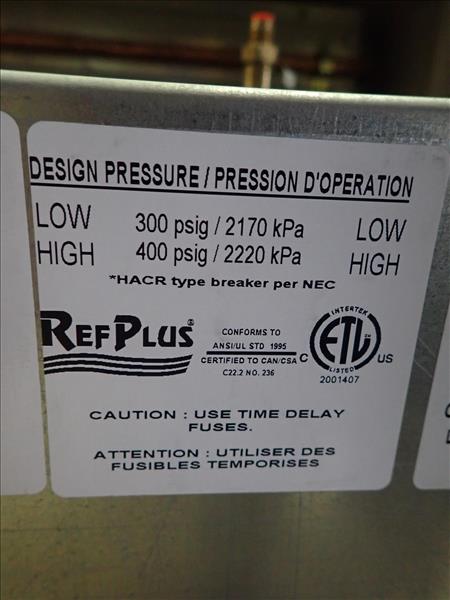 DESIGN PRESSURE / PRESSION D'OPERATION
LOW 300 psig / 2170 kPa LOW
HIGH 400 psig / 2220 kPa HIGH
*HACR type breaker per NEC
REFPLUS®
CONFORMS TO
ANSI/UL STD 1995
CERTIFIED TO CAN/CSA
C22.2 NO. 236
INTERTEK
C ETL US
LISTED
2001407
CAUTION : USE TIME DELAY
FUSES.
ATTENTION : UTILISER DES
FUSIBLES TEMPORISES